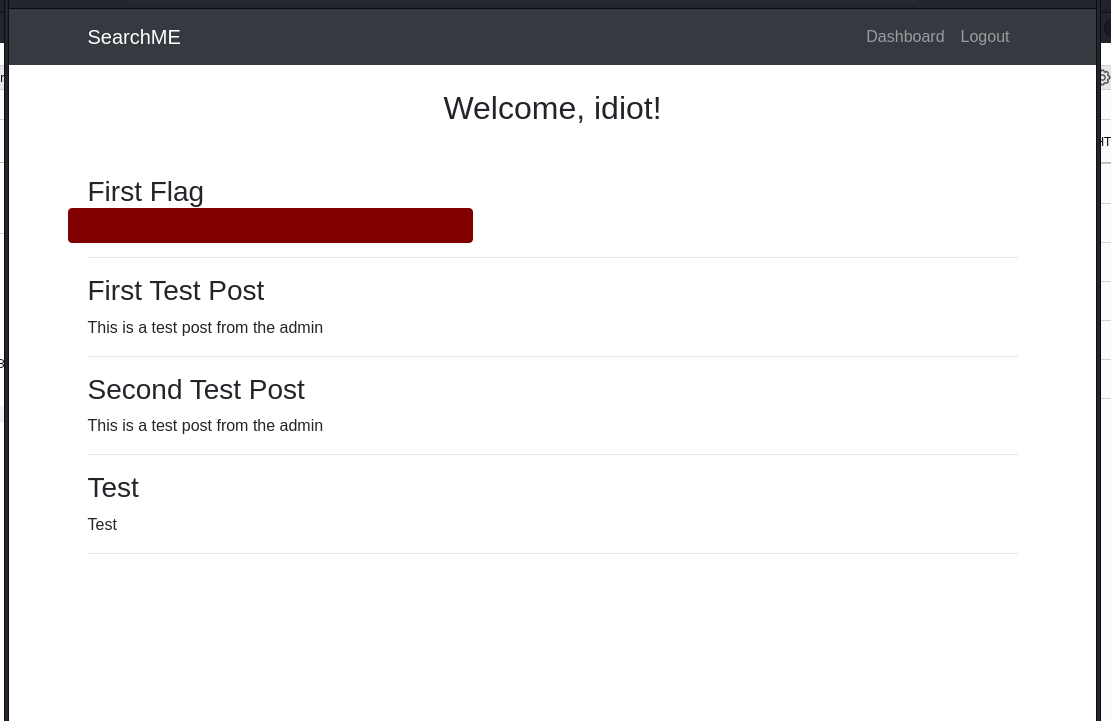 SearchME
Dashboard Logout
Welcome, idiot!
First Flag
First Test Post
This is a test post from the admin
Second Test Post
This is a test post from the admin
Test
Test